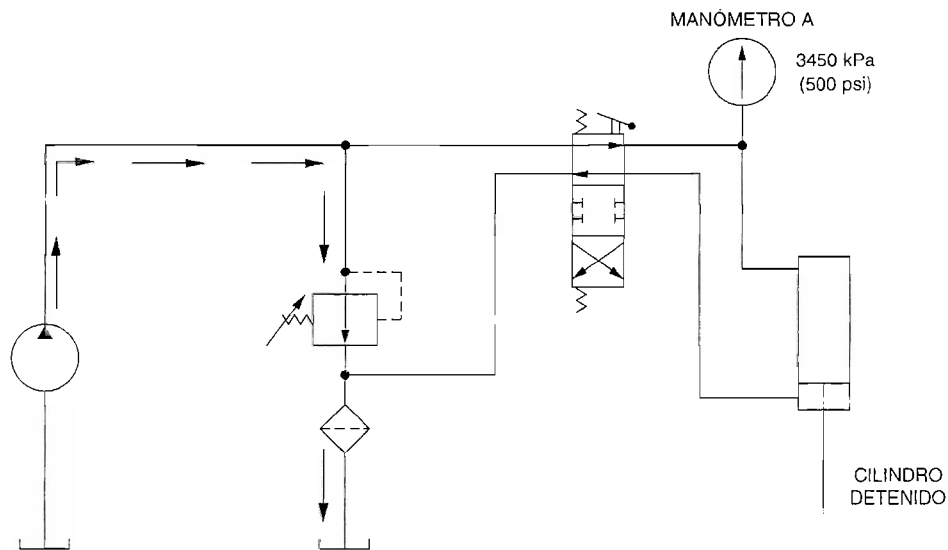 MANÓMETRO A
3450 kPa
(500 psi)
CILINDRO
DETENIDO